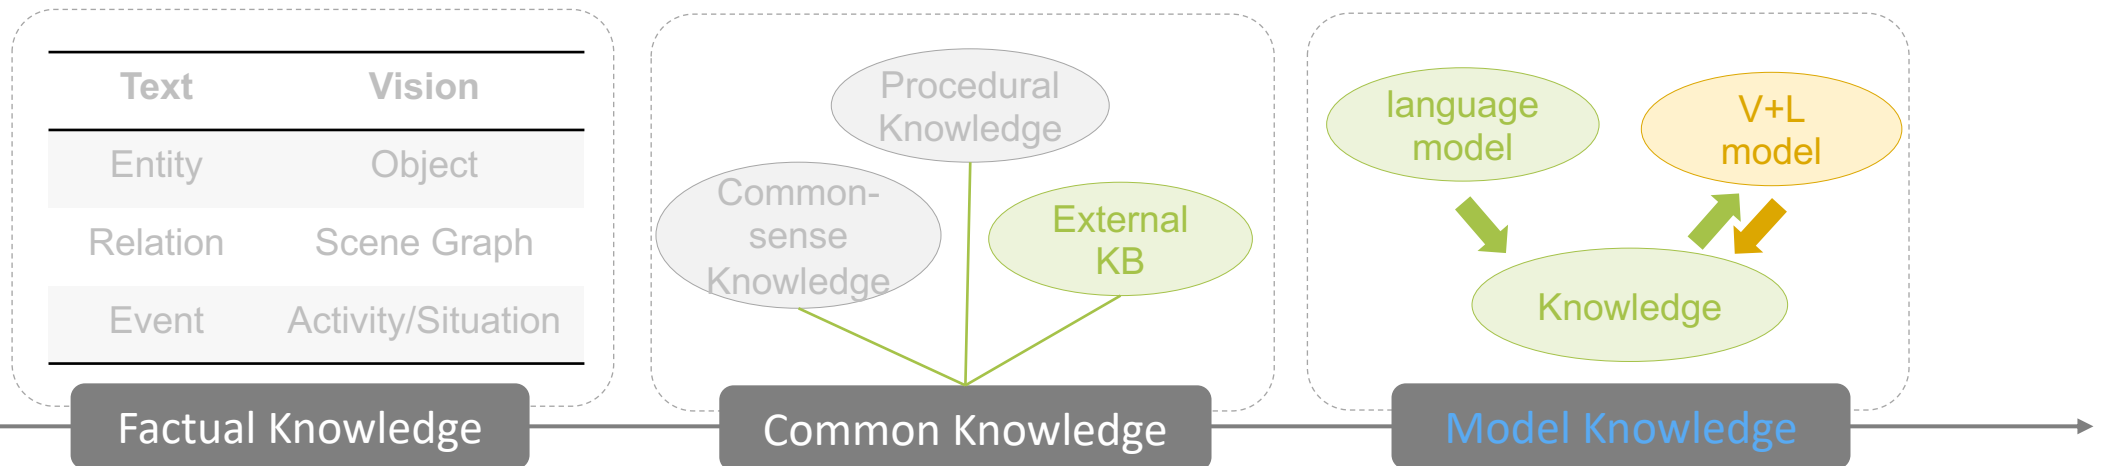 Text Vision
Entity Object
Relation Scene Graph
Event Activity/Situation
Factual Knowledge
Procedural
Knowledge
Common-
sense
Knowledge
External
KB
Common Knowledge
language
model
V+L
model
Knowledge
Model Knowledge